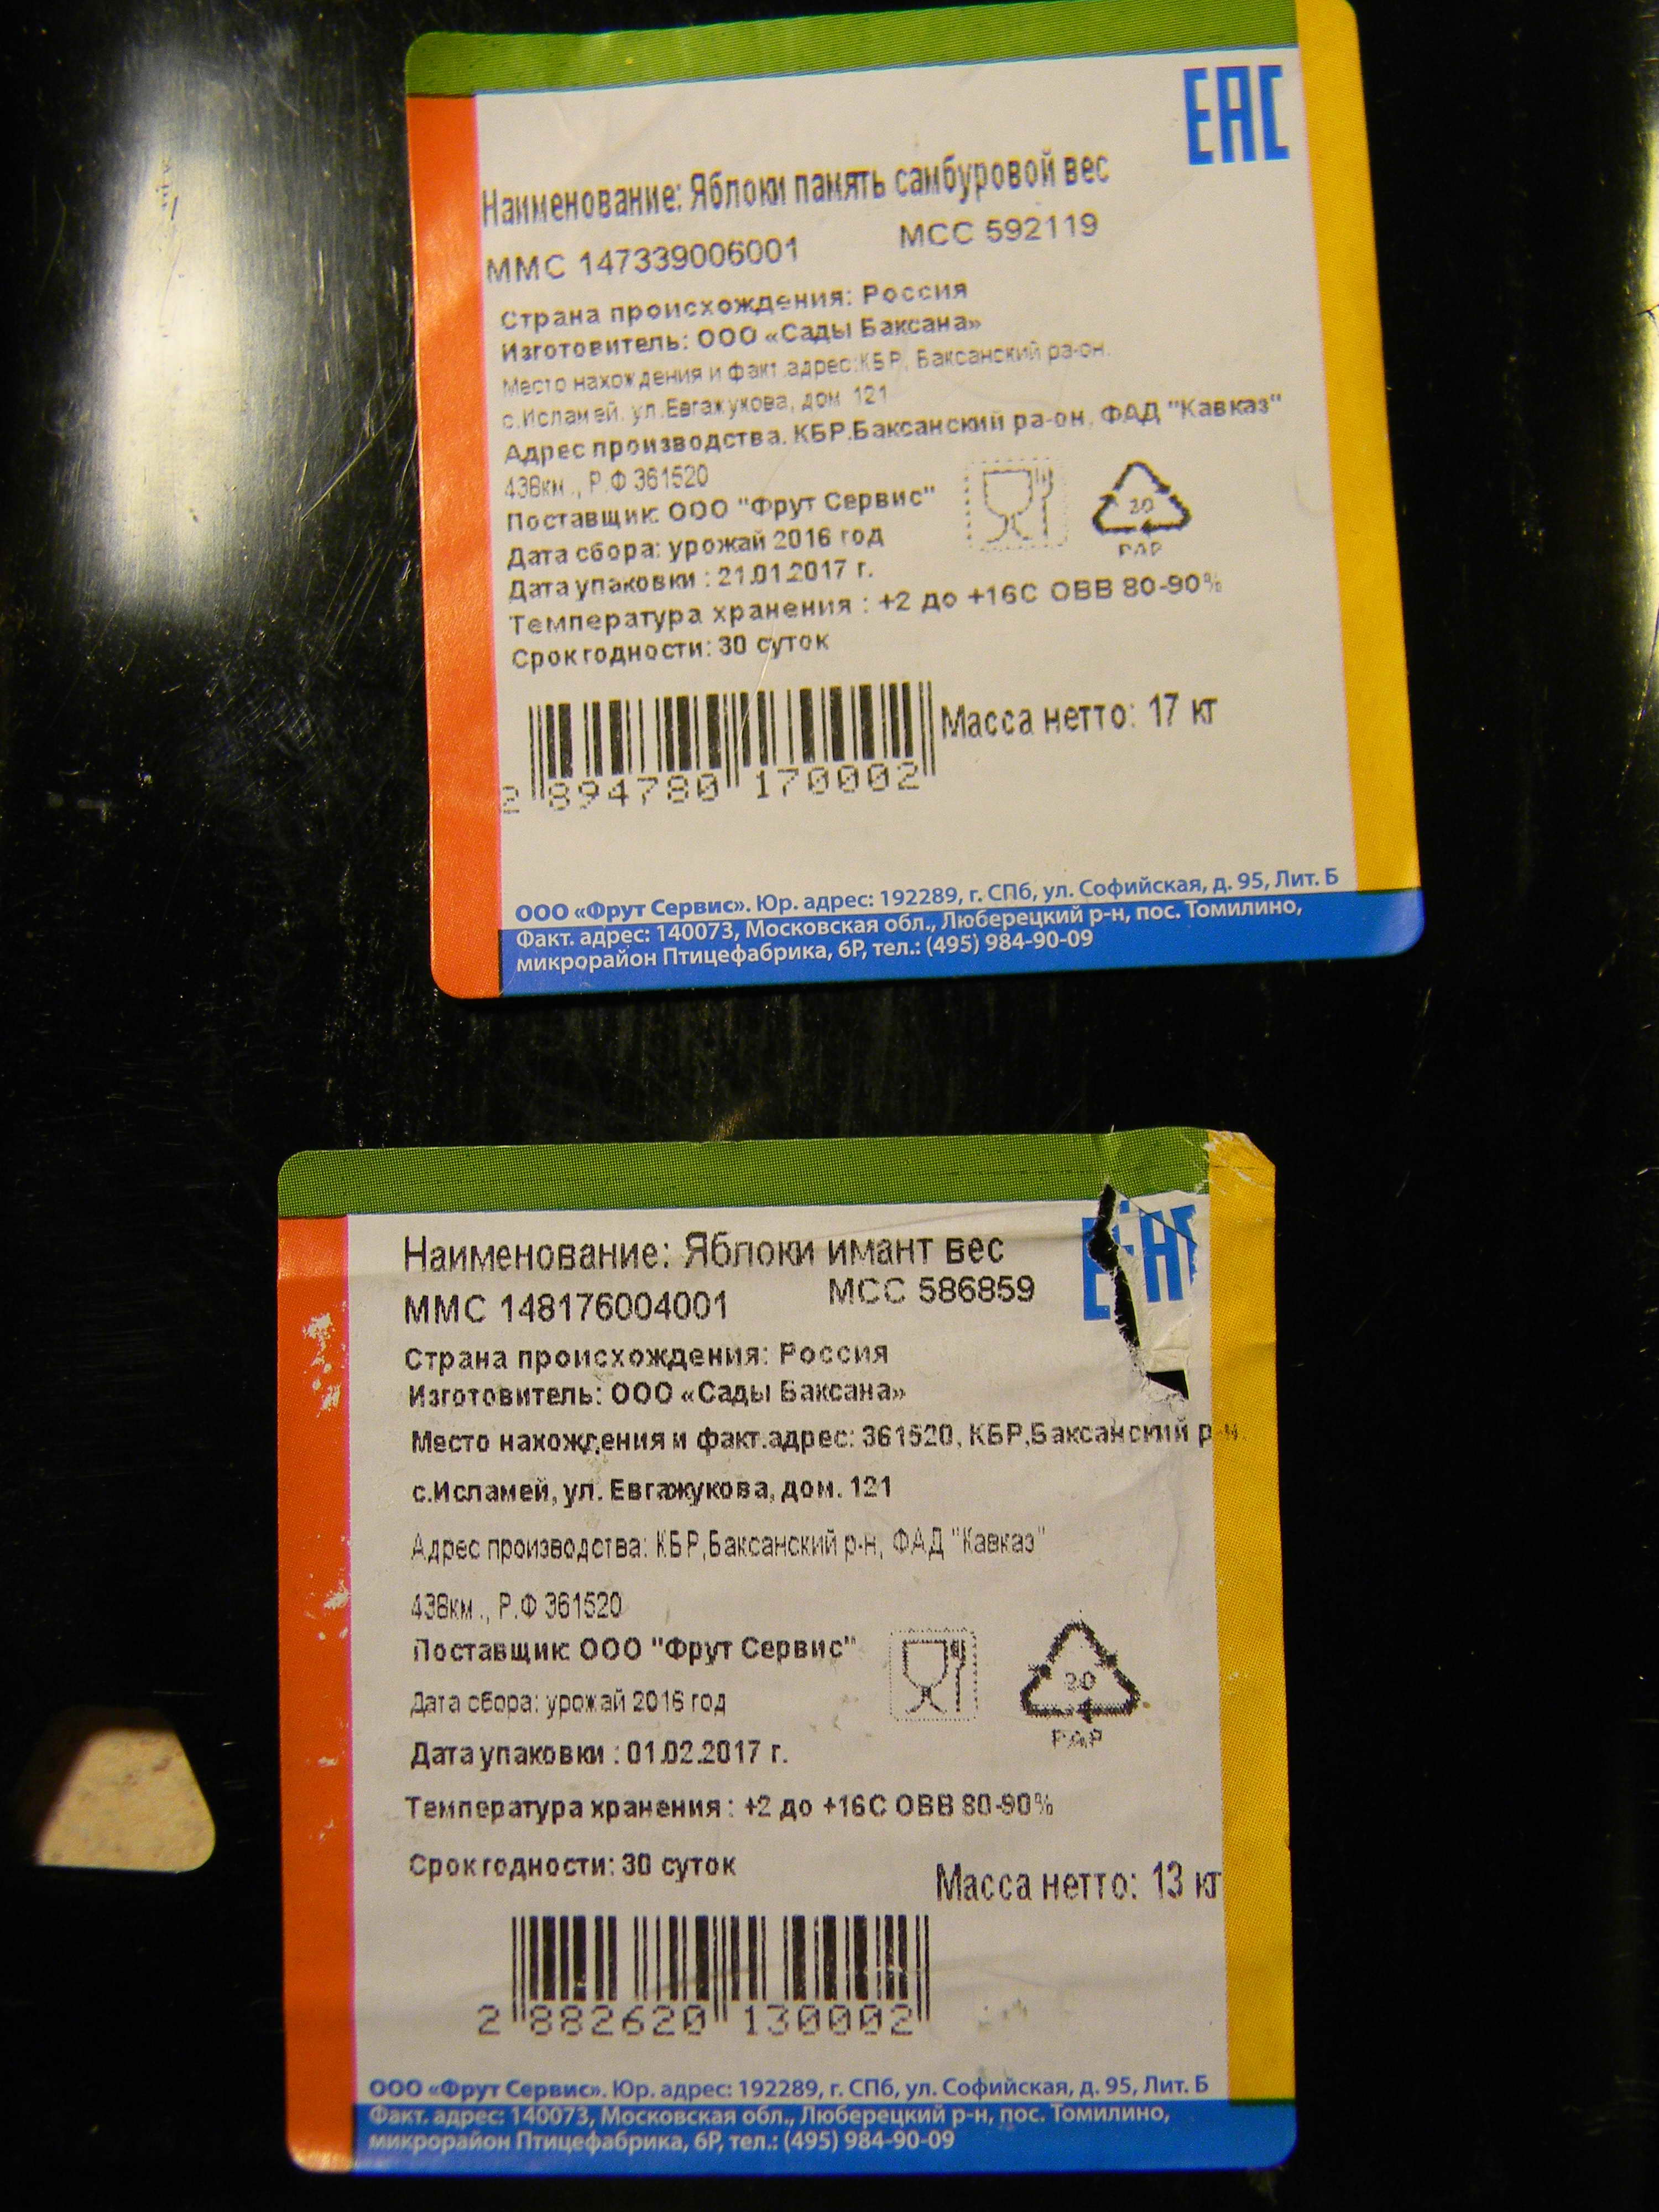 ЕАС
Наименование: Яблоки память самбуровой вес
ММС 147339006001 МСС 592119
Страна происхождения: Россия
Изготовитель: ООО «Сады Баксана»
Место нахождения и факт.адрес:КБР, Баксанский ра-он.
с.Исламей, ул.Евгажукова, дом 121
Адрес производства. КБР.Баксанский ра-он, ФАД "Кавказ"
438км., Р.Ф 361520
Поставщик: ООО "Фрут Сервис"
Дата сбора: урожай 2016 год
Дата упаковки : 21.01.2017 г.
Температура хранения : +2 до +16С ОВВ 80-90%
Срок годности: 30 суток
20
PAP
Масса нетто: 17 кг
2 894780 170002
ООО «Фрут Сервис». Юр. адрес: 192289, г. СПб, ул. Софийская, д. 95, Лит. Б
Факт. адрес: 140073, Московская обл., Люберецкий р-н, пос. Томилино,
микрорайон Птицефабрика, 6Р, тел.: (495) 984-90-09
ЕАС
Наименование: Яблоки имант вес
ММС 148176004001 МСС 586859
Страна происхождения: Россия
Изготовитель: ООО «Сады Баксана»
Место нахождения и факт.адрес: 361520, КБР,Баксанский р-н.
с.Исламей, ул. Евгажукова, дом. 121
Адрес производства: КБР,Баксанский р-н, ФАД "Кавказ"
438км., Р.Ф 361520
Поставщик: ООО "Фрут Сервис"
Дата сбора: урожай 2016 год
Дата упаковки : 01.02.2017 г.
Температура хранения : +2 до +16С ОВВ 80-90%
Срок годности: 30 суток
20
PAP
Масса нетто: 13 кг
2 882620 130002
ООО «Фрут Сервис». Юр. адрес: 192289, г. СПб, ул. Софийская, д. 95, Лит. Б
Факт. адрес: 140073, Московская обл., Люберецкий р-н, пос. Томилино,
микрорайон Птицефабрика, 6Р, тел.: (495) 984-90-09